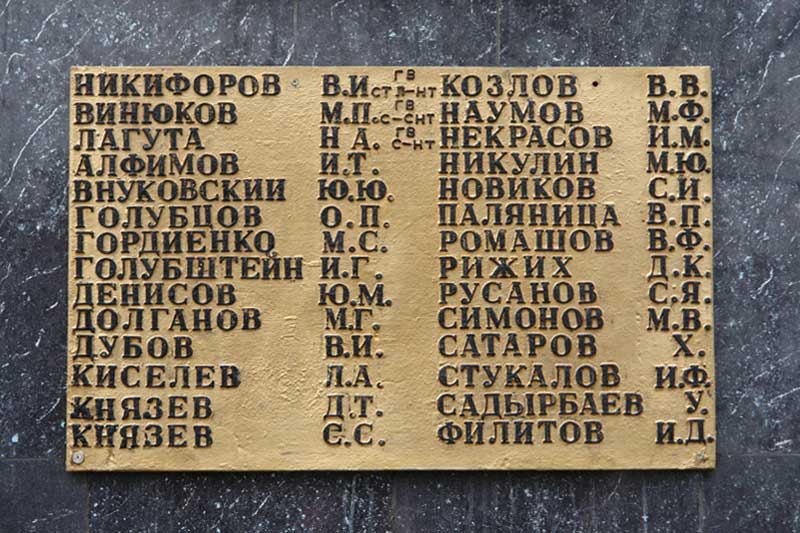 НИКИФОРОВ В.И
ВИНЮКОВ М.П.
ЛАГУТА Н А.
АЛФИМОВ И.Т.
ВНУКОВСКИЙ Ю.Ю.
ГОЛУБЦОВ О.П.
ГОРДИЕНКО М.С.
ГОЛУБШТЕЙН И.Г.
ДЕНИСОВ Ю.М.
ДОЛГАНОВ М.Г.
ДУБОВ В.И.
КИСЕЛЕВ Л.А.
КНЯЗЕВ Д.Т.
КНЯЗЕВ С.С.
ГВ
СТ Л-НТ КОЗЛОВ В.В.
ГВ
С-СНТ НАУМОВ М.Ф.
ГВ
С-НТ НЕКРАСОВ И.М.
НИКУЛИН М.Ю.
НОВИКОВ С.И.
ПАЛЯНИЦА В.П.
РОМАШОВ В.Ф.
РИЖИХ Д.К.
РУСАНОВ С.Я.
СИМОНОВ М.В.
САТАРОВ Х.
СТУКАЛОВ И.Ф.
САДЫРБАЕВ У.
ФИЛИТОВ И.Д.